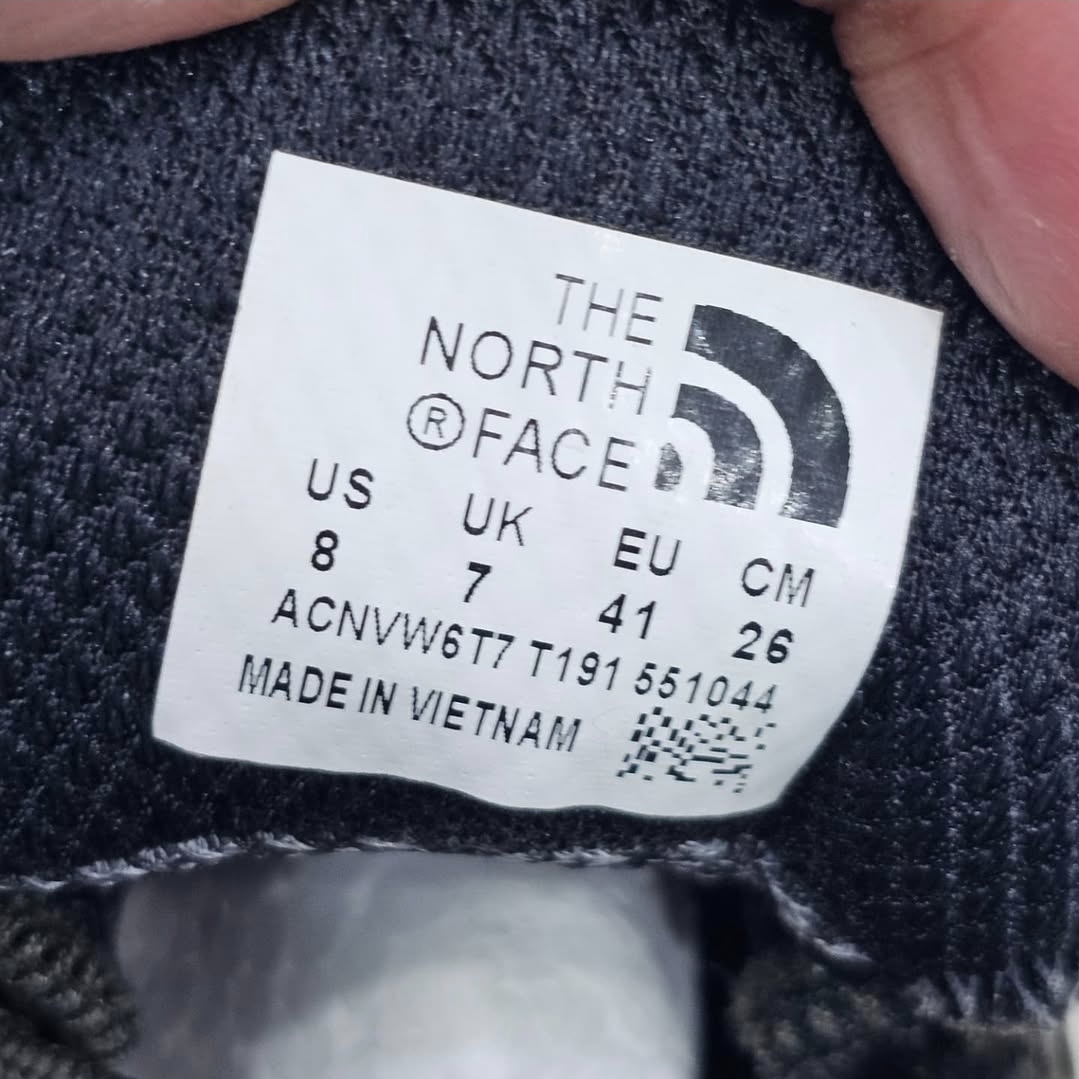 THE
NORTH
®FACE
US UK EU CM
8 7 41 26
ACNVW6T7 T191 551044
MADE IN VIETNAM